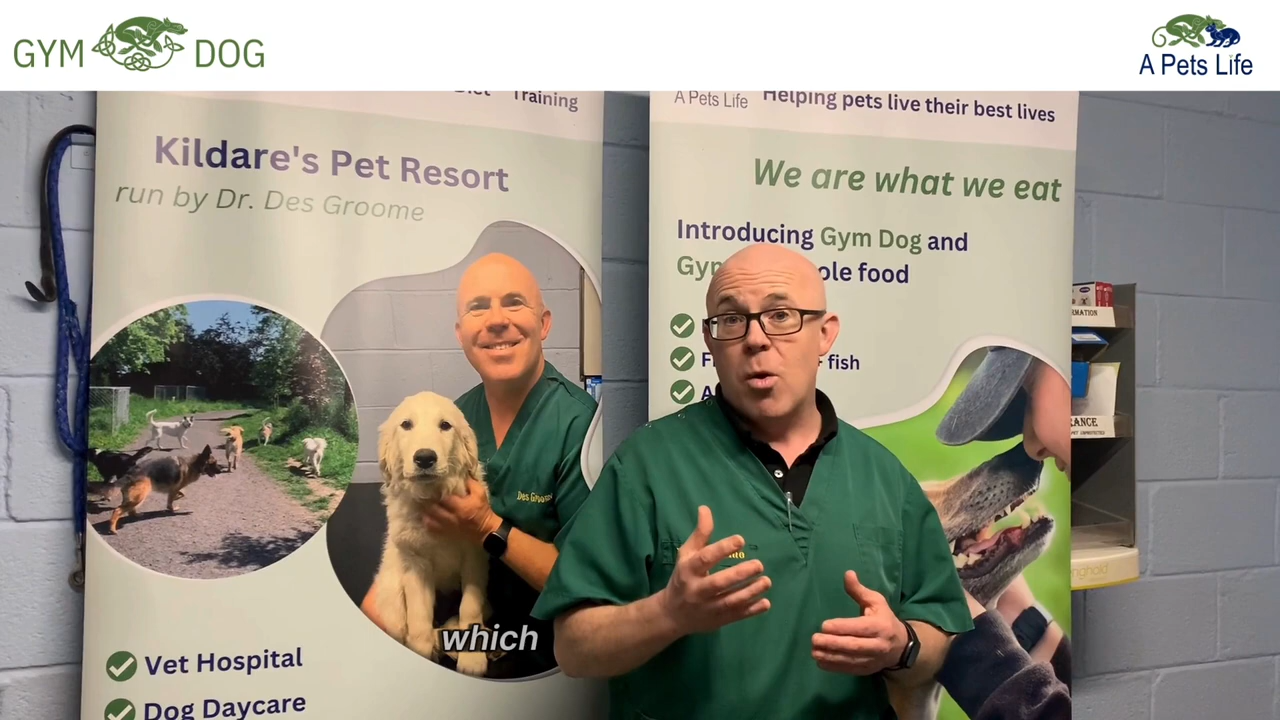 GYM DOG
A Pets Life
Diet Training
A Pets Life Helping pets live their best lives
Kildare's Pet Resort
run by Dr. Des Groome
We are what we eat
Introducing Gym Dog and
food
fish
Des Groome
which
Vet Hospital
Dog Daycare